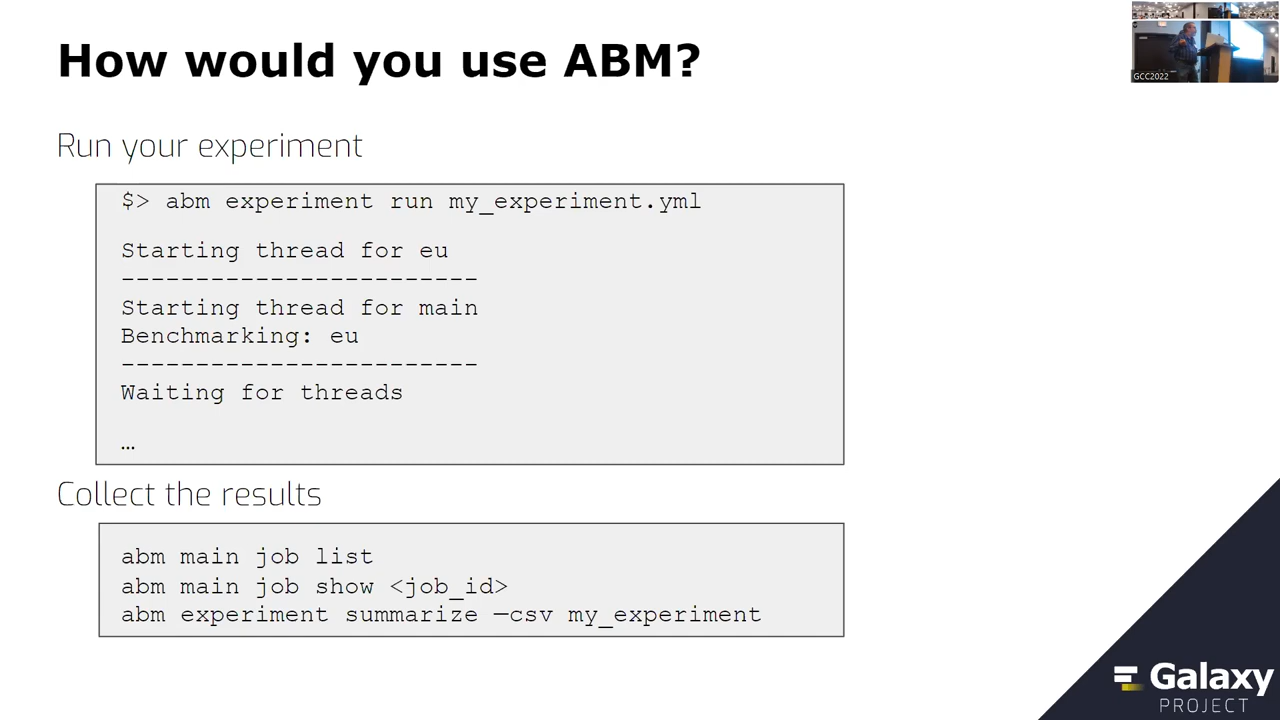 How would you use ABM?
GCC2022
Run your experiment
$> abm experiment run my_experiment.yml
Starting thread for eu
------------------------
Starting thread for main
Benchmarking: eu
------------------------
Waiting for threads
…
Collect the results
abm main job list
abm main job show <job_id>
abm experiment summarize —csv my_experiment
Galaxy
PROJECT